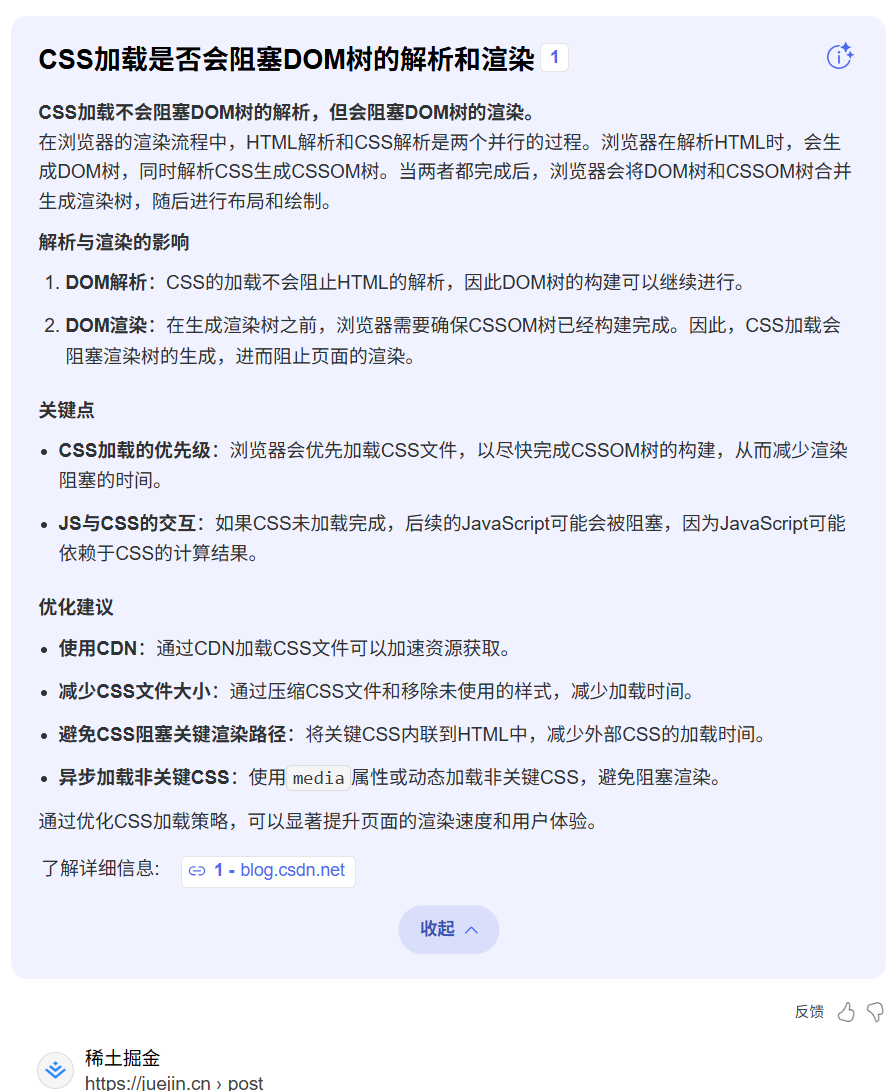 CSS加载是否会阻塞DOM树的解析和渲染 1
CSS加载不会阻塞DOM树的解析，但会阻塞DOM树的渲染。
在浏览器的渲染流程中，HTML解析和CSS解析是两个并行的过程。浏览器在解析HTML时，会生
成DOM树，同时解析CSS生成CSSOM树。当两者都完成后，浏览器会将DOM树和CSSOM树合并
生成渲染树，随后进行布局和绘制。
解析与渲染的影响
1. DOM解析：CSS的加载不会阻止HTML的解析，因此DOM树的构建可以继续进行。
2. DOM渲染：在生成渲染树之前，浏览器需要确保CSSOM树已经构建完成。因此，CSS加载会
阻塞渲染树的生成，进而阻止页面的渲染。
关键点
• CSS加载的优先级：浏览器会优先加载CSS文件，以尽快完成CSSOM树的构建，从而减少渲染
阻塞的时间。
• JS与CSS的交互：如果CSS未加载完成，后续的JavaScript可能会被阻塞，因为JavaScript可能
依赖于CSS的计算结果。
优化建议
• 使用CDN：通过CDN加载CSS文件可以加速资源获取。
• 减少CSS文件大小：通过压缩CSS文件和移除未使用的样式，减少加载时间。
• 避免CSS阻塞关键渲染路径：将关键CSS内联到HTML中，减少外部CSS的加载时间。
• 异步加载非关键CSS：使用media属性或动态加载非关键CSS，避免阻塞渲染。
通过优化CSS加载策略，可以显著提升页面的渲染速度和用户体验。
了解详细信息: 1 - blog.csdn.net
收起
反馈
稀土掘金
https://juejin.cn › post